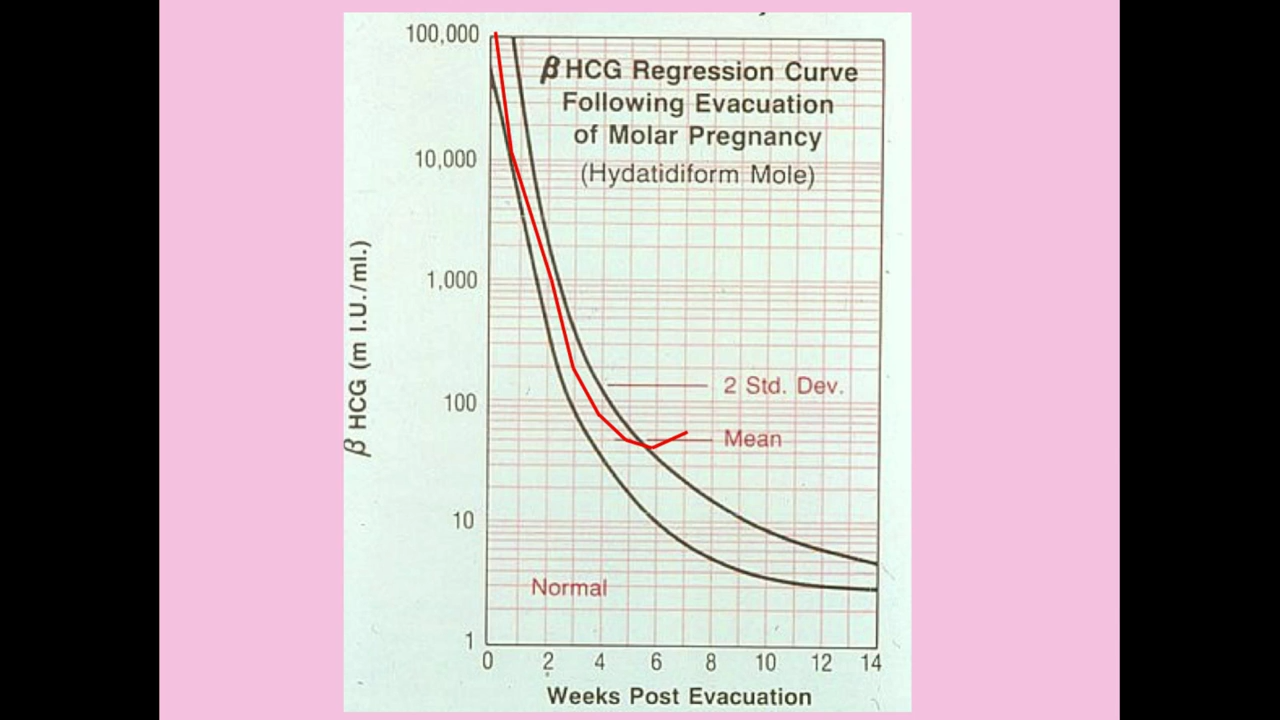 β HCG Regression Curve
Following Evacuation
of Molar Pregnancy
(Hydatidiform Mole)
β HCG (m I.U./ml.)
100,000
10,000
1,000
100
10
1
2 Std. Dev.
Mean
Normal
0 2 4 6 8 10 12 14
Weeks Post Evacuation